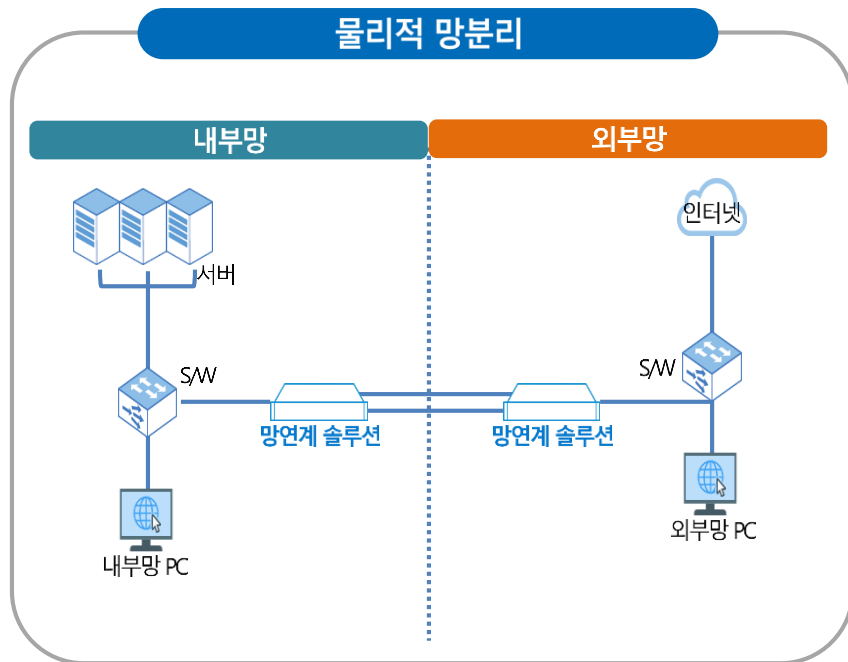 물리적 망분리
내부망
외부망
서버
인터넷
S/W
S/W
망연계 솔루션
망연계 솔루션
내부망 PC
외부망 PC